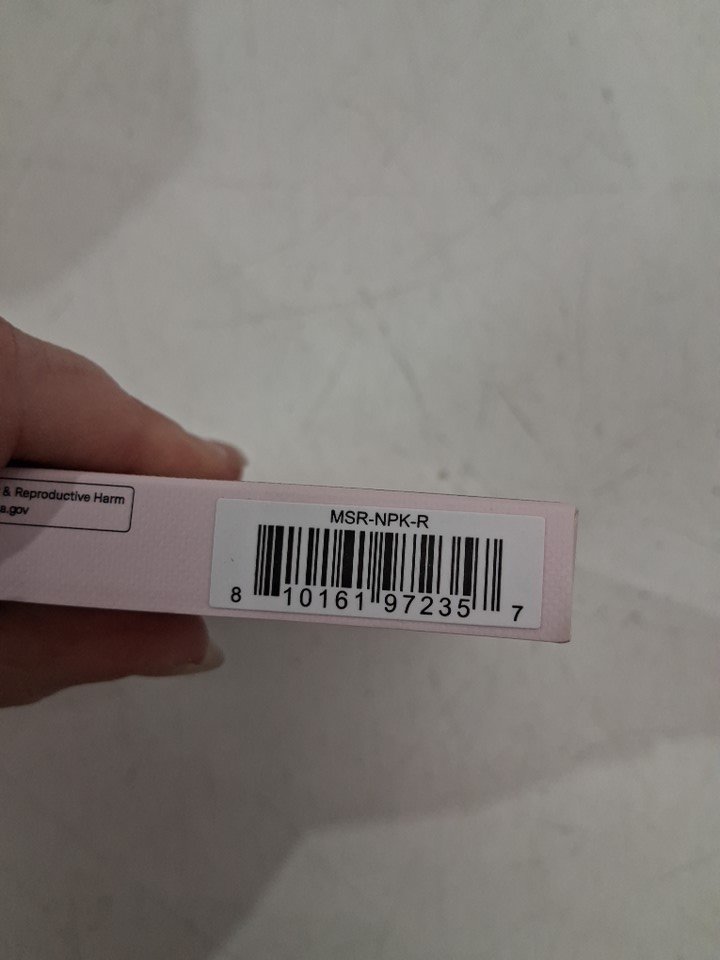 & Reproductive Harm
a.gov
MSR-NPK-R
8 10161 97235 7